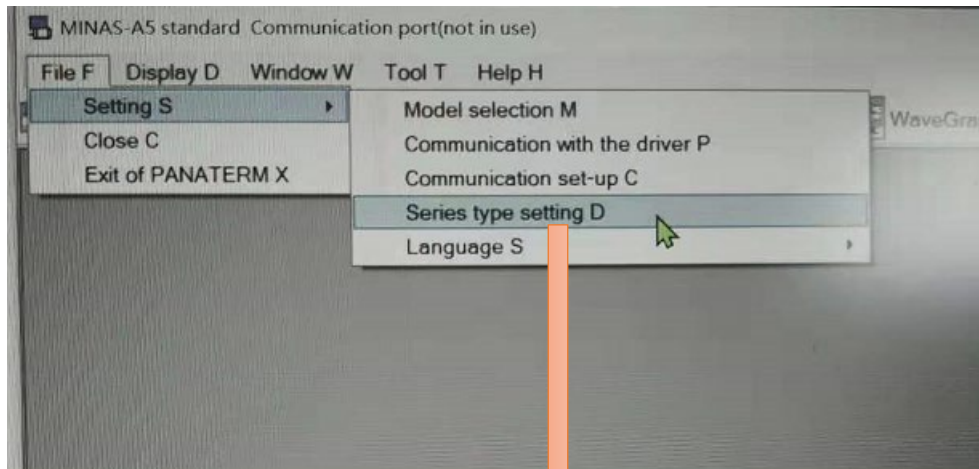 MINAS-A5 standard Communication port(not in use)
File F Display D Window W Tool T Help H
Setting S
Close C
Exit of PANATERM X
Model selection M
Communication with the driver P
Communication set-up C
Series type setting D
Language S